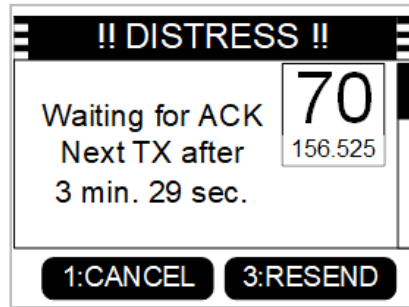 !! DISTRESS !!
Waiting for ACK
Next TX after
3 min. 29 sec.
70
156.525
1:CANCEL
3:RESEND